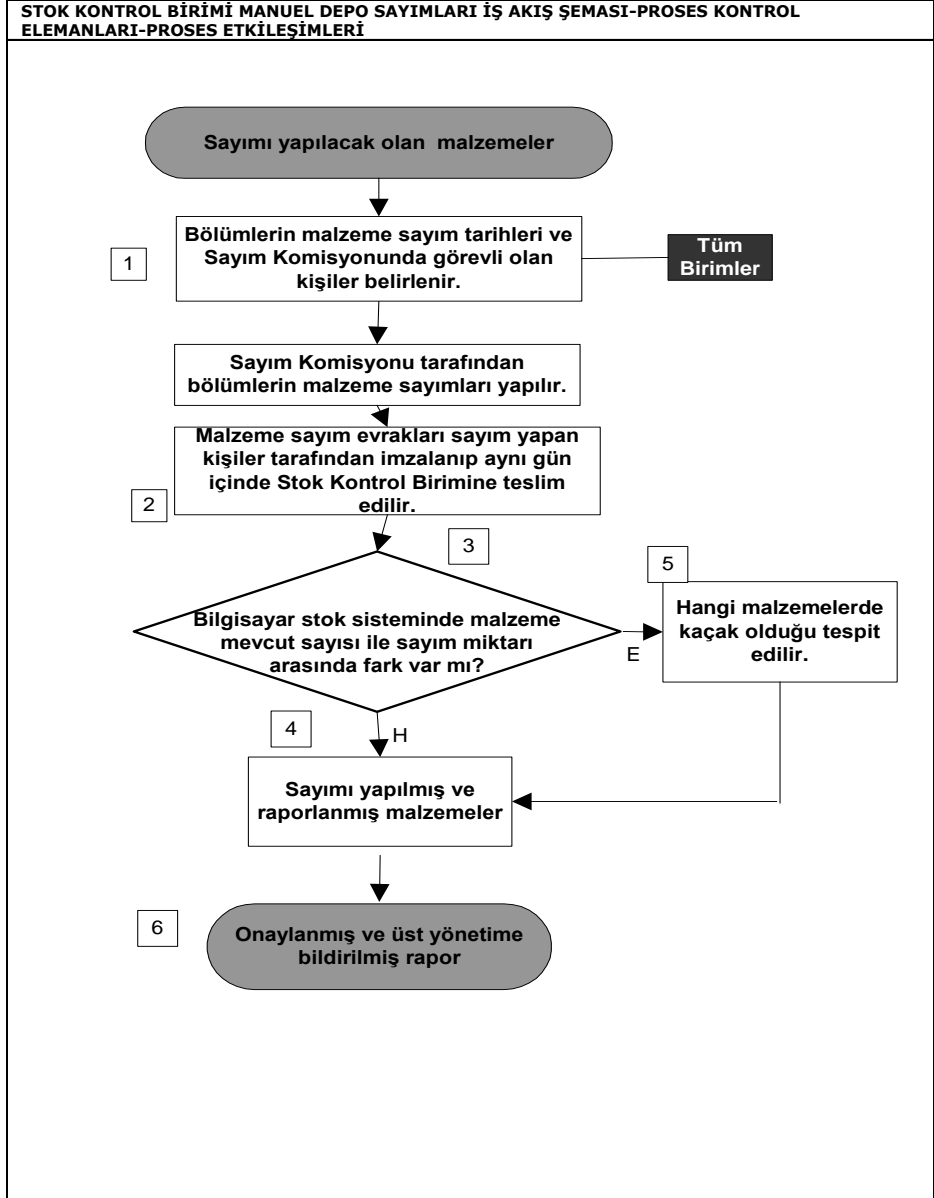 STOK KONTROL BİRİMİ MANUEL DEPO SAYIMLARI İŞ AKIŞ ŞEMASI-PROSES KONTROL
ELEMANLARI-PROSES ETKİLEŞİMLERİ
Sayımı yapılacak olan malzemeler
1
Bölümlerin malzeme sayım tarihleri ve
Sayım Komisyonunda görevli olan
kişiler belirlenir.
Tüm
Birimler
Sayım Komisyonu tarafından
bölümlerin malzeme sayımları yapılır.
2
Malzeme sayım evrakları sayım yapan
kişiler tarafından imzalanıp aynı gün
içinde Stok Kontrol Birimine teslim
edilir.
3
Bilgisayar stok sisteminde malzeme
mevcut sayısı ile sayım miktarı
arasında fark var mı?
E
5
Hangi malzemelerde
kaçak olduğu tespit
edilir.
4
H
Sayımı yapılmış ve
raporlanmış malzemeler
6
Onaylanmış ve üst yönetime
bildirilmiş rapor